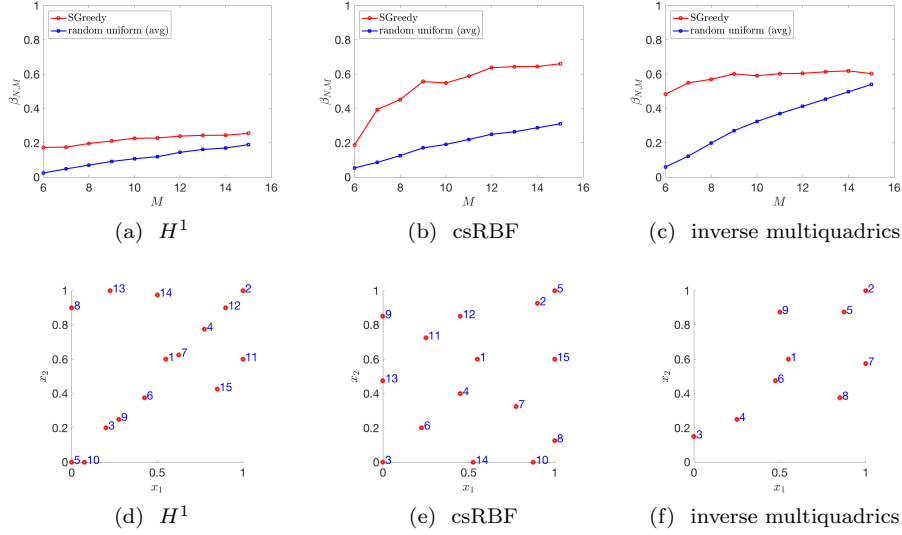 1
0.8
0.6
0.4
0.2
0
6 8 10 12 14 16
M
β_{N,M}
SGreedy
random uniform (avg)
(a) H^1
1
0.8
0.6
0.4
0.2
0
6 8 10 12 14 16
M
β_{N,M}
SGreedy
random uniform (avg)
(b) csRBF
1
0.8
0.6
0.4
0.2
0
6 8 10 12 14 16
M
β_{N,M}
SGreedy
random uniform (avg)
(c) inverse multiquadrics
1
0.8
0.6
0.4
0.2
0
0 0.5 1
x_1
x_2
13 2
14
8 12
4
1 7 11
15
6
9
3
5 10
(d) H^1
1
0.8
0.6
0.4
0.2
0
0 0.5 1
x_1
x_2
5
2
9 12
11
1 15
13
4
7
6
8
3 14 10
(e) csRBF
1
0.8
0.6
0.4
0.2
0
0 0.5 1
x_1
x_2
2
9 5
1
7
6
8
4
3
(f) inverse multiquadrics